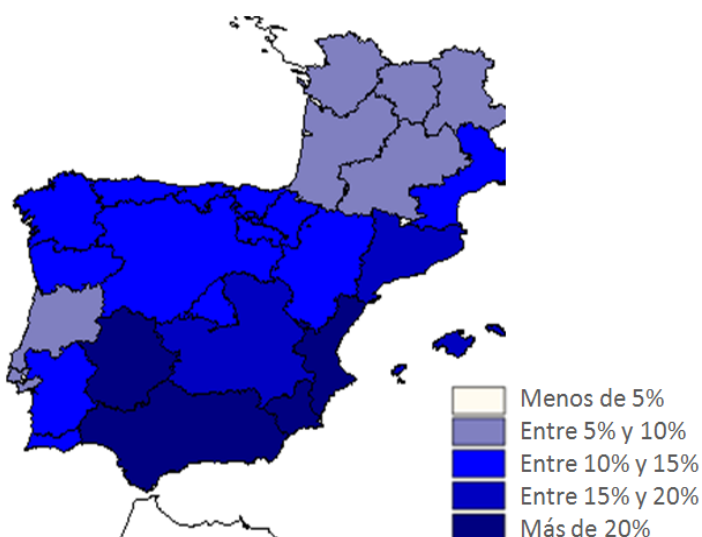 Menos de 5%
Entre 5% y 10%
Entre 10% y 15%
Entre 15% y 20%
Más de 20%